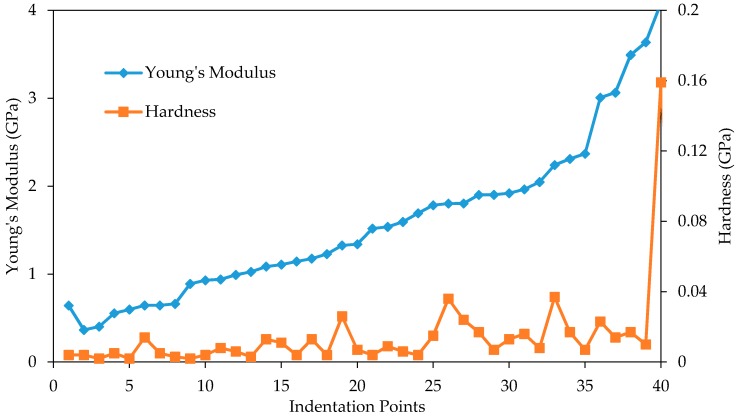 4
3
2
1
0
Young's Modulus (GPa)
Young's Modulus
Hardness
0.2
0.16
0.12
0.08
0.04
0
Hardness (GPa)
0 5 10 15 20 25 30 35 40
Indentation Points